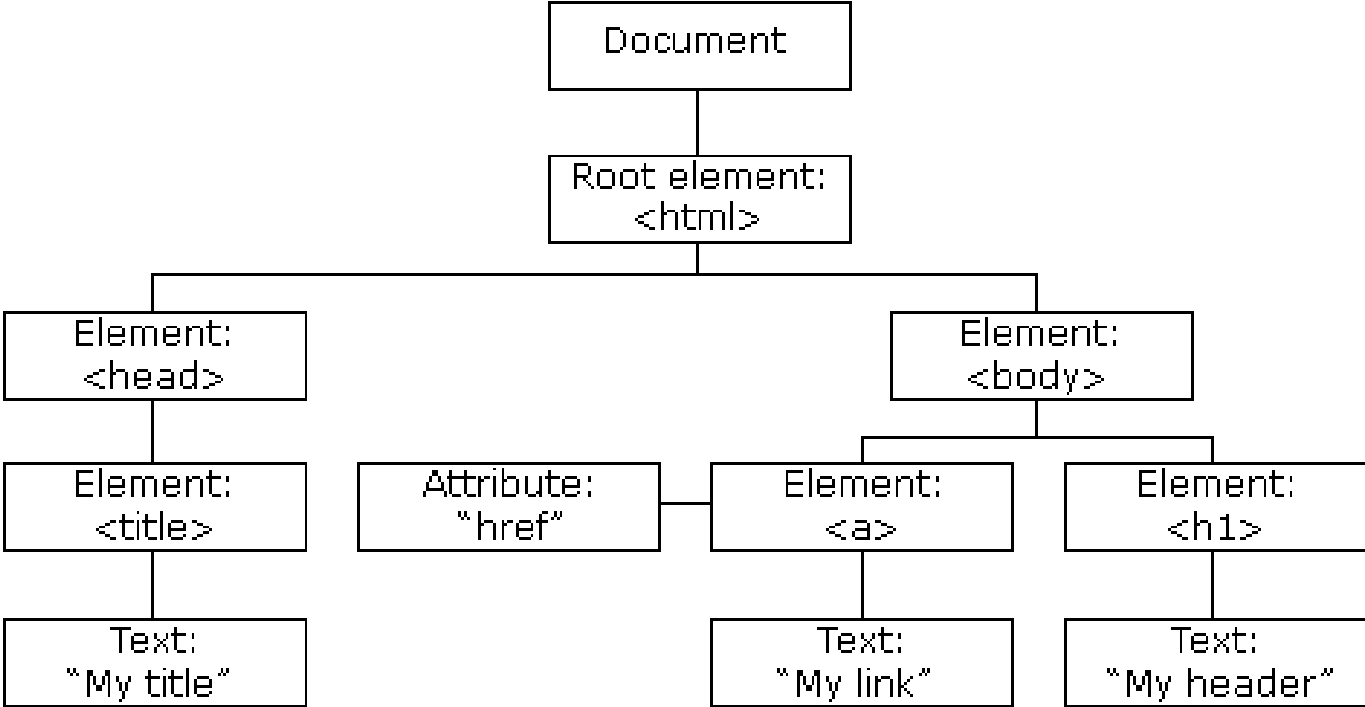 Document
Root element:
<html>
Element:
<head>
Element:
<body>
Element:
<title>
Attribute:
"href"
Element:
<a>
Element:
<h1>
Text:
"My title"
Text:
"My link"
Text:
"My header"